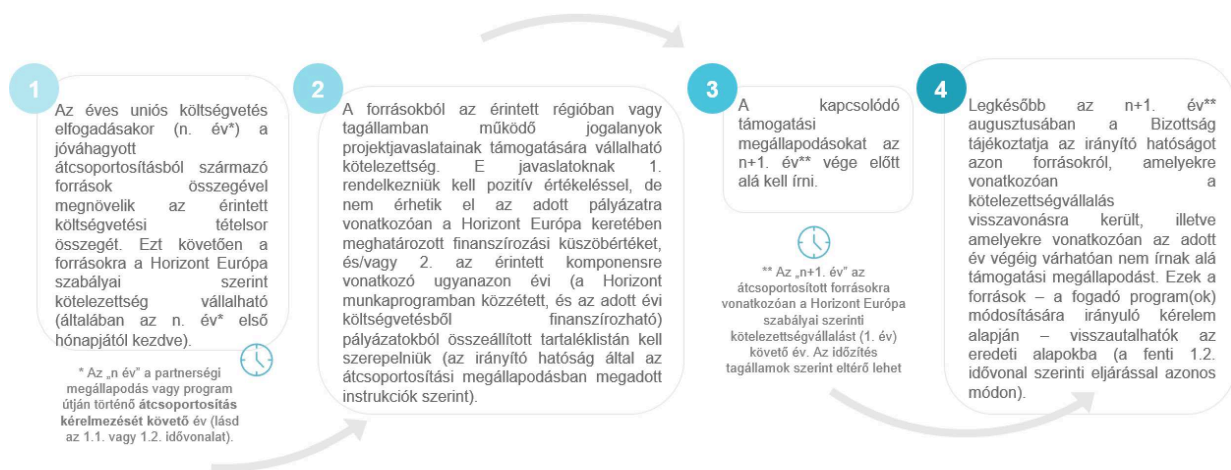 1
Az éves uniós költségvetés
elfogadásakor (n. év*) a
jóváhagyott
átcsoportosításból származó
források összegével
megnövelik az érintett
költségvetési tételsor
összegét. Ezt követően a
forrásokra a Horizont Európa
szabályai szerint
kötelezettség vállalható
(általában az n. év* első
hónapjától kezdve).
* Az „n év” a partnerségi
megállapodás vagy program
útján történő átcsoportosítás
kérelmezését követő év (lásd
az 1.1. vagy 1.2. idővonalat).
2
A forrásokból az érintett régióban vagy
tagállamban működő jogalanyok
projektjavaslatainak támogatására vállalható
kötelezettség. E javaslatoknak 1.
rendelkezniük kell pozitív értékeléssel, de
nem érhetik el az adott pályázatra
vonatkozóan a Horizont Európa keretében
meghatározott finanszírozási küszöbértéket,
és/vagy 2. az érintett komponensre
vonatkozó ugyanazon évi (a Horizont
munkaprogramban közzétett, és az adott évi
költségvetésből finanszírozható)
pályázatokból összeállított tartaléklistán kell
szerepelniük (az irányító hatóság által az
átcsoportosítási megállapodásban megadott
instrukciók szerint).
3
A kapcsolódó
támogatási
megállapodásokat az
n+1. év** vége előtt
alá kell írni.
** Az „n+1. év” az
átcsoportosított forrásokra
vonatkozóan a Horizont Európa
szabályai szerinti
kötelezettségvállalást (1. év)
követő év. Az időzítés
tagállamok szerint eltérő lehet
4
Legkésőbb az n+1. év**
augusztusában a Bizottság
tájékoztatja az irányító hatóságot
azon forrásokról, amelyekre
vonatkozóan a
kötelezettségvállalás
visszavonásra került, illetve
amelyekre vonatkozóan az adott
év végéig várhatóan nem írnak alá
támogatási megállapodást. Ezek a
források – a fogadó program(ok)
módosítására irányuló kérelem
alapján – visszautalhatók az
eredeti alapokba (a fenti 1.2.
idővonal szerinti eljárással azonos
módon).